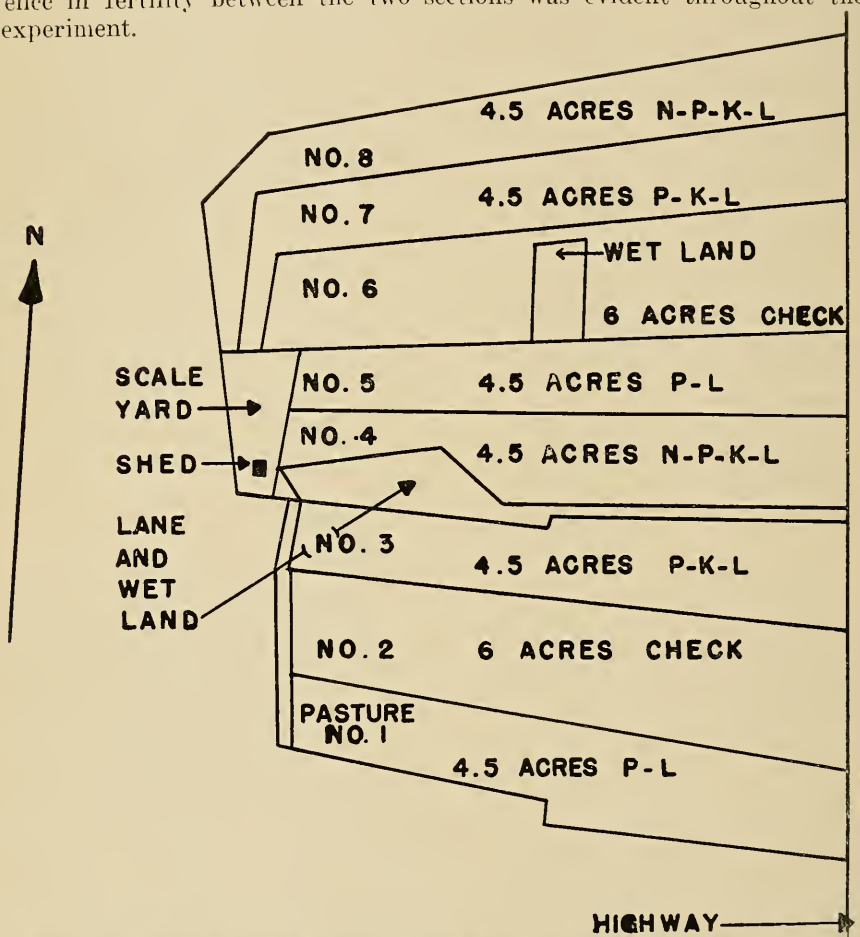 ence in fertility between the two sections was evident throughout the
experiment.
4.5 ACRES N-P-K-L
NO. 8
4.5 ACRES P-K-L
NO. 7
N
WET LAND
NO. 6
6 ACRES CHECK
SCALE
YARD
NO. 5 4.5 ACRES P-L
NO. 4
4.5 ACRES N-P-K-L
SHED
LANE
AND
WET
LAND
NO. 3
4.5 ACRES P-K-L
NO. 2 6 ACRES CHECK
PASTURE
NO. 1
4.5 ACRES P-L
HIGHWAY